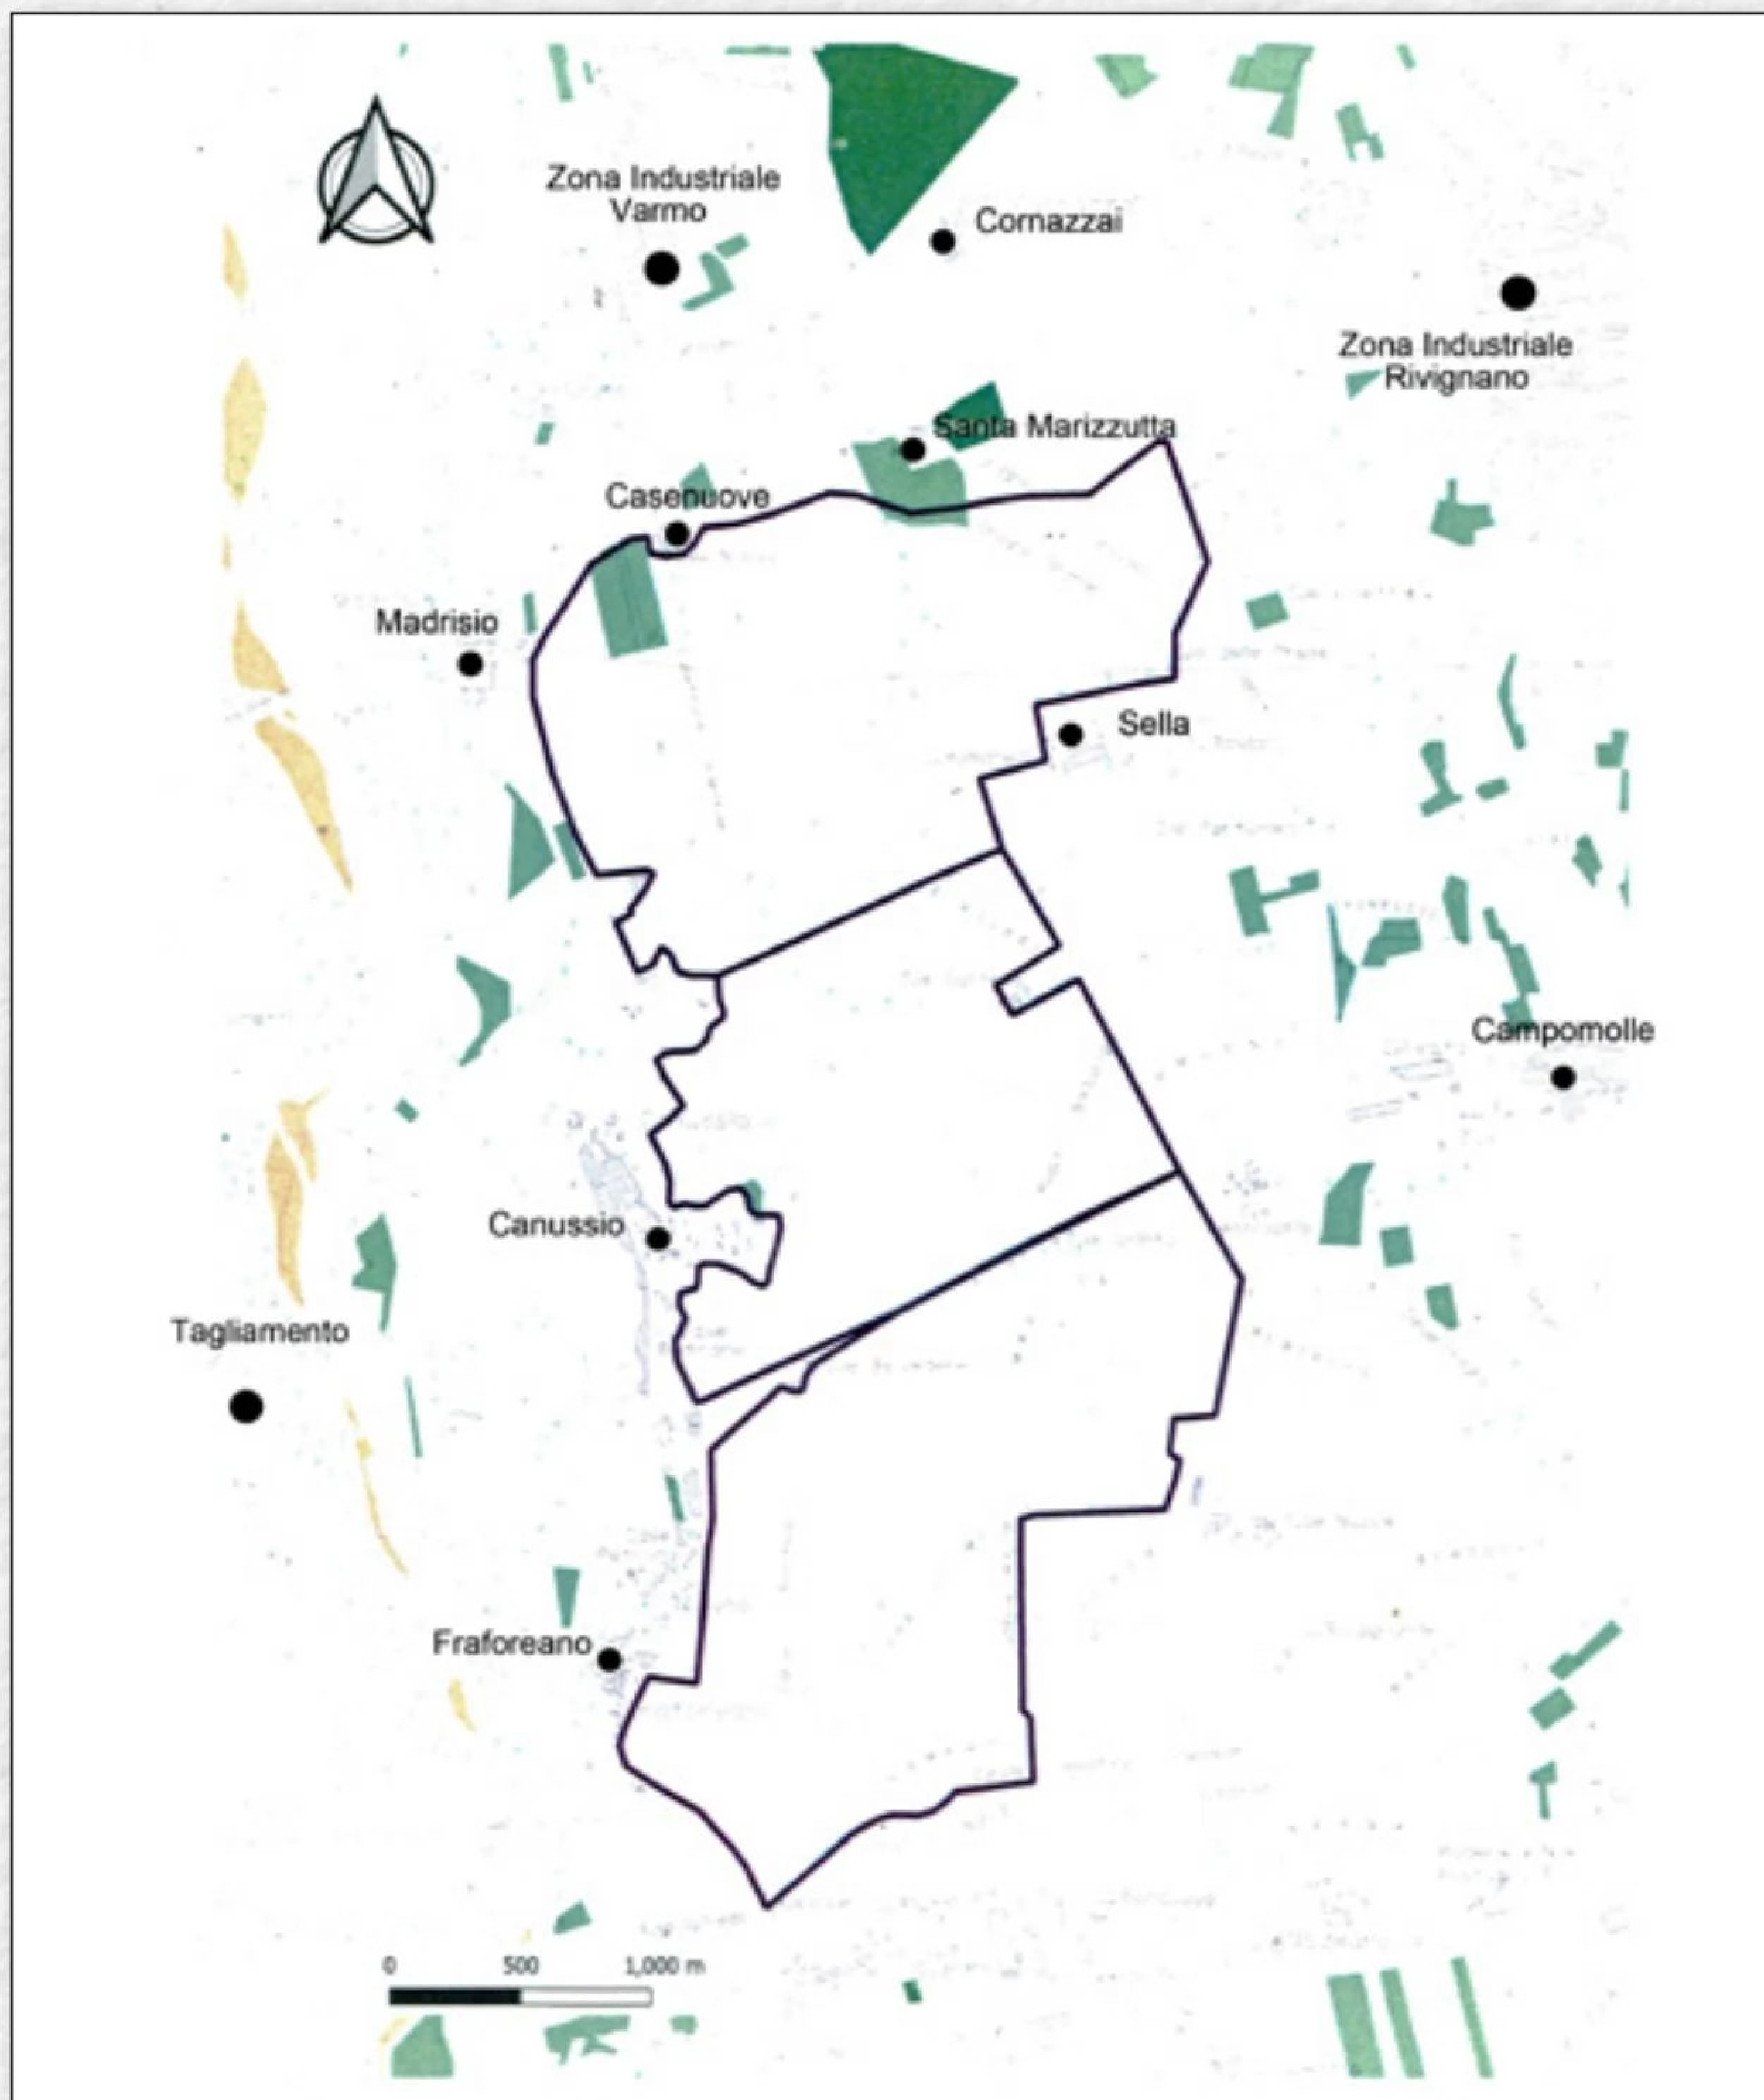 Zona Industriale
Varmo
Cornazzai
Zona Industriale
Rivignano
Santa Marizzutta
Casenuove
Madrisio
Sella
Campomolle
Canussio
Tagliamento
Fraforeano
0 500 1,000 m